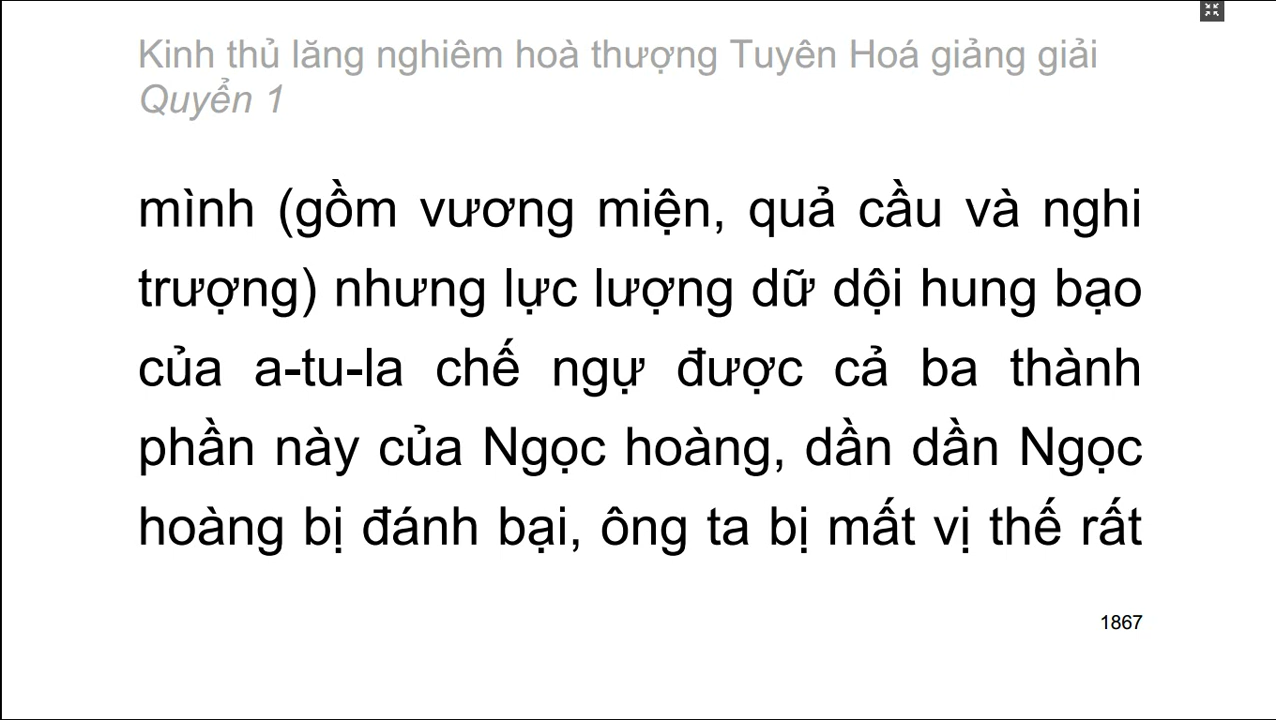 Kinh thủ lăng nghiêm hoà thượng Tuyên Hoá giảng giải
Quyển 1
mình (gồm vương miện, quả cầu và nghi
trượng) nhưng lực lượng dữ dội hung bạo
của a-tu-la chế ngự được cả ba thành
phần này của Ngọc hoàng, dần dần Ngọc
hoàng bị đánh bại, ông ta bị mất vị thế rất
1867